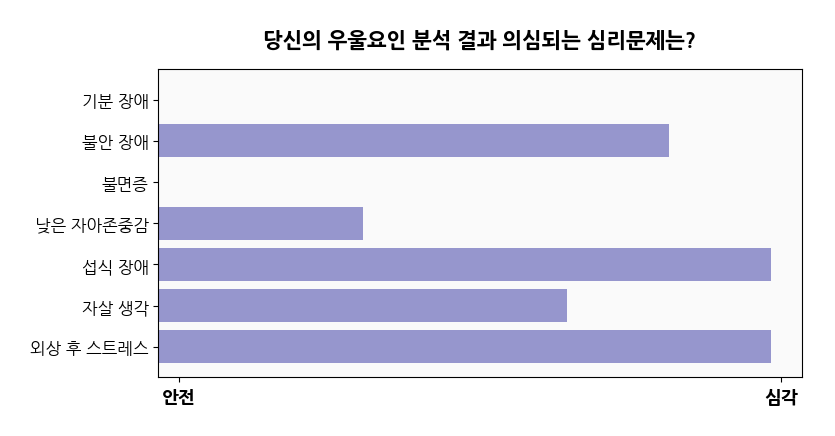 당신의 우울요인 분석 결과 의심되는 심리문제는?
기분 장애
불안 장애
불면증
낮은 자아존중감
섭식 장애
자살 생각
외상 후 스트레스
안전 심각